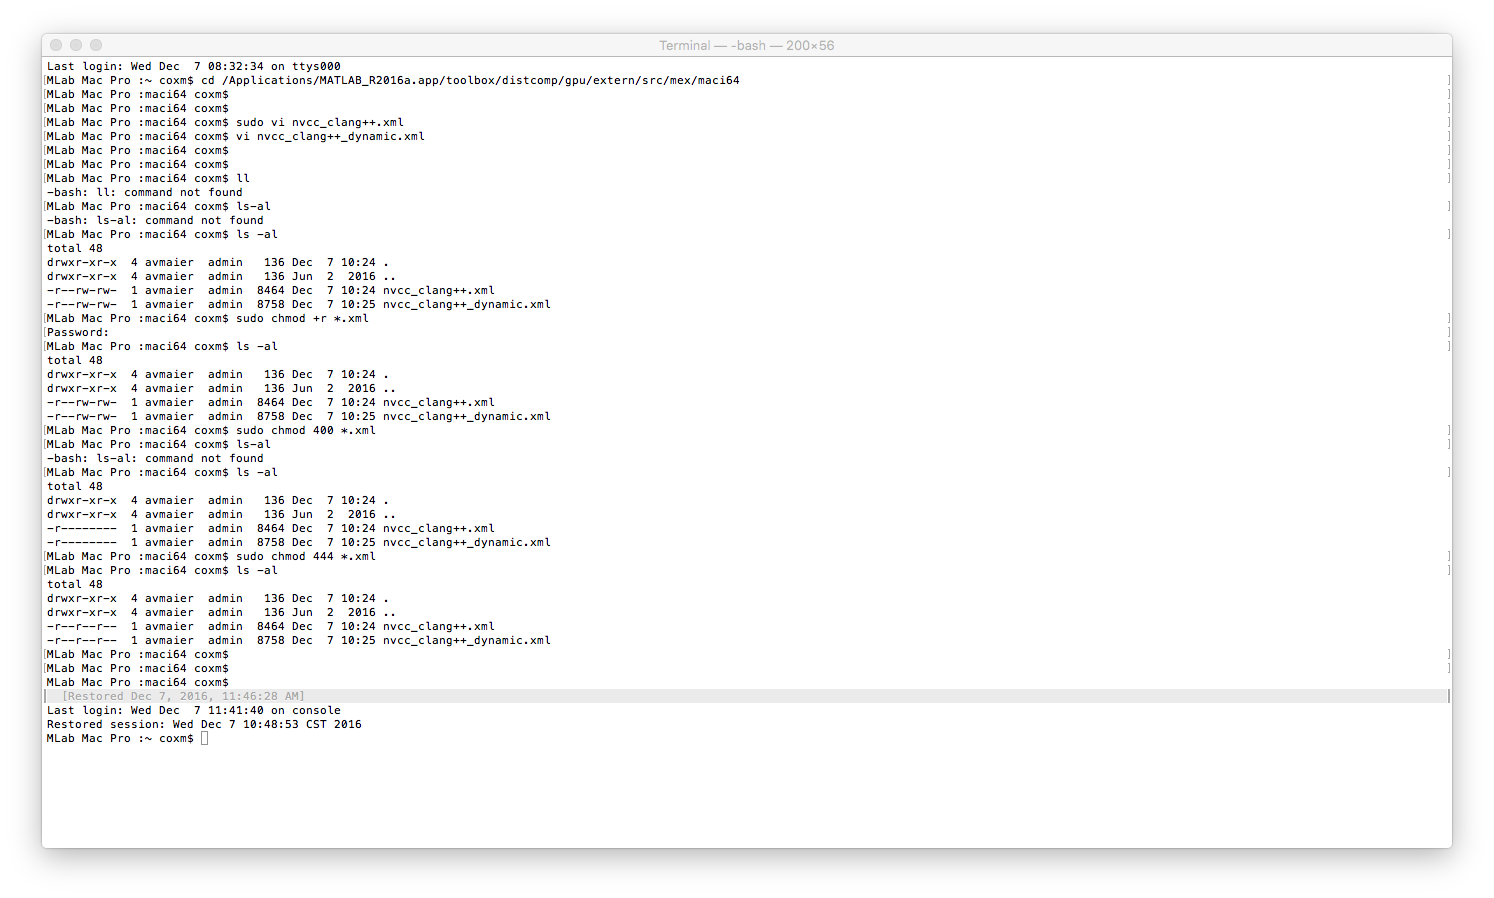 Terminal — -bash — 200×56
Last login: Wed Dec  7 08:32:34 on ttys000
[MLab Mac Pro :~ coxm$ cd /Applications/MATLAB_R2016a.app/toolbox/distcomp/gpu/extern/src/mex/maci64 ]
[MLab Mac Pro :maci64 coxm$ ]
[MLab Mac Pro :maci64 coxm$ ]
[MLab Mac Pro :maci64 coxm$ sudo vi nvcc_clang++.xml ]
[MLab Mac Pro :maci64 coxm$ vi nvcc_clang++_dynamic.xml ]
[MLab Mac Pro :maci64 coxm$ ]
[MLab Mac Pro :maci64 coxm$ ]
[MLab Mac Pro :maci64 coxm$ ll ]
-bash: ll: command not found
[MLab Mac Pro :maci64 coxm$ ls-al ]
-bash: ls-al: command not found
[MLab Mac Pro :maci64 coxm$ ls -al ]
total 48
drwxr-xr-x  4 avmaier  admin   136 Dec  7 10:24 .
drwxr-xr-x  4 avmaier  admin   136 Jun  2  2016 ..
-r--rw-rw-  1 avmaier  admin  8464 Dec  7 10:24 nvcc_clang++.xml
-r--rw-rw-  1 avmaier  admin  8758 Dec  7 10:25 nvcc_clang++_dynamic.xml
[MLab Mac Pro :maci64 coxm$ sudo chmod +r *.xml ]
[Password: ]
[MLab Mac Pro :maci64 coxm$ ls -al ]
total 48
drwxr-xr-x  4 avmaier  admin   136 Dec  7 10:24 .
drwxr-xr-x  4 avmaier  admin   136 Jun  2  2016 ..
-r--rw-rw-  1 avmaier  admin  8464 Dec  7 10:24 nvcc_clang++.xml
-r--rw-rw-  1 avmaier  admin  8758 Dec  7 10:25 nvcc_clang++_dynamic.xml
[MLab Mac Pro :maci64 coxm$ sudo chmod 400 *.xml ]
[MLab Mac Pro :maci64 coxm$ ls-al ]
-bash: ls-al: command not found
[MLab Mac Pro :maci64 coxm$ ls -al ]
total 48
drwxr-xr-x  4 avmaier  admin   136 Dec  7 10:24 .
drwxr-xr-x  4 avmaier  admin   136 Jun  2  2016 ..
-r--------  1 avmaier  admin  8464 Dec  7 10:24 nvcc_clang++.xml
-r--------  1 avmaier  admin  8758 Dec  7 10:25 nvcc_clang++_dynamic.xml
[MLab Mac Pro :maci64 coxm$ sudo chmod 444 *.xml ]
[MLab Mac Pro :maci64 coxm$ ls -al ]
total 48
drwxr-xr-x  4 avmaier  admin   136 Dec  7 10:24 .
drwxr-xr-x  4 avmaier  admin   136 Jun  2  2016 ..
-r--r--r--  1 avmaier  admin  8464 Dec  7 10:24 nvcc_clang++.xml
-r--r--r--  1 avmaier  admin  8758 Dec  7 10:25 nvcc_clang++_dynamic.xml
[MLab Mac Pro :maci64 coxm$ ]
[MLab Mac Pro :maci64 coxm$ ]
MLab Mac Pro :maci64 coxm$
[Restored Dec 7, 2016, 11:46:28 AM]
Last login: Wed Dec  7 11:41:40 on console
Restored session: Wed Dec 7 10:48:53 CST 2016
MLab Mac Pro :~ coxm$